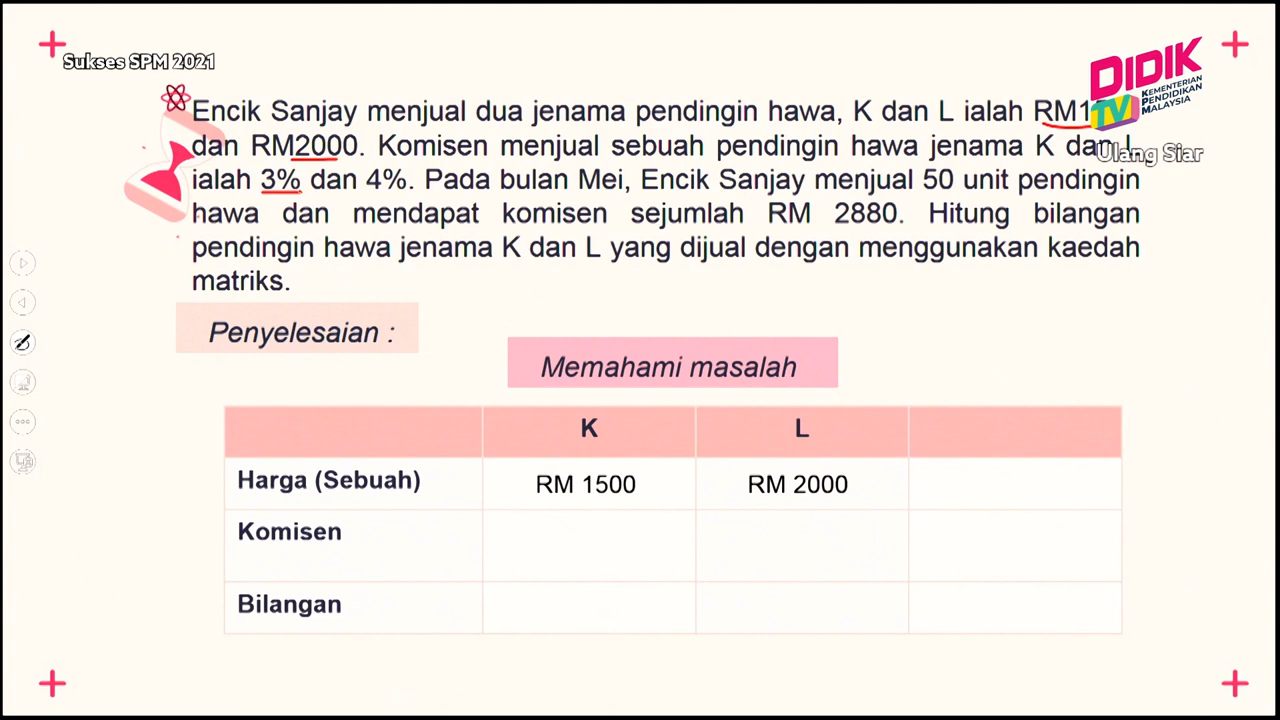 Sukses SPM 2021
DIDIK
TV
KEMENTERIAN
PENDIDIKAN
MALAYSIA
Ulang Siar
Encik Sanjay menjual dua jenama pendingin hawa, K dan L ialah
dan RM2000. Komisen menjual sebuah pendingin hawa jenama K dan L
ialah 3% dan 4%. Pada bulan Mei, Encik Sanjay menjual 50 unit pendingin
hawa dan mendapat komisen sejumlah RM 2880. Hitung bilangan
pendingin hawa jenama K dan L yang dijual dengan menggunakan kaedah
matriks.
Penyelesaian :
Memahami masalah
K L
Harga (Sebuah) RM 1500 RM 2000
Komisen
Bilangan